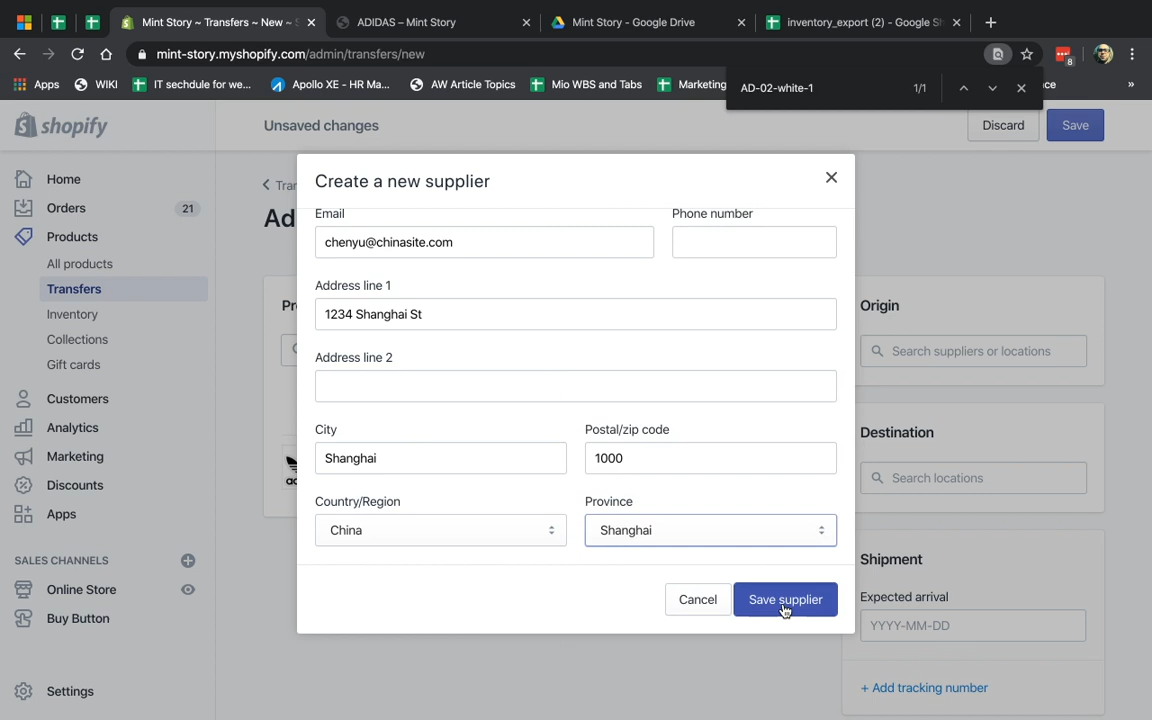 Mint Story ~ Transfers ~ New ~ S
ADIDAS – Mint Story
Mint Story - Google Drive
inventory_export (2) - Google Sh
mint-story.myshopify.com/admin/transfers/new
8
Apps
WIKI
IT sechdule for we...
Apollo XE - HR Ma...
AW Article Topics
Mio WBS and Tabs
Marketing
ce
»
AD-02-white-1
1/1
shopify
Unsaved changes
Discard
Save
Home
Orders
21
Products
All products
Transfers
Inventory
Collections
Gift cards
Customers
Analytics
Marketing
Discounts
Apps
SALES CHANNELS
Online Store
Buy Button
Settings
Tran
Ad
Pr
Create a new supplier
Email
Phone number
chenyu@chinasite.com
Address line 1
1234 Shanghai St
Address line 2
City
Postal/zip code
Shanghai
1000
Country/Region
Province
China
Shanghai
Cancel
Save supplier
Origin
Search suppliers or locations
Destination
Search locations
Shipment
Expected arrival
YYYY-MM-DD
+ Add tracking number